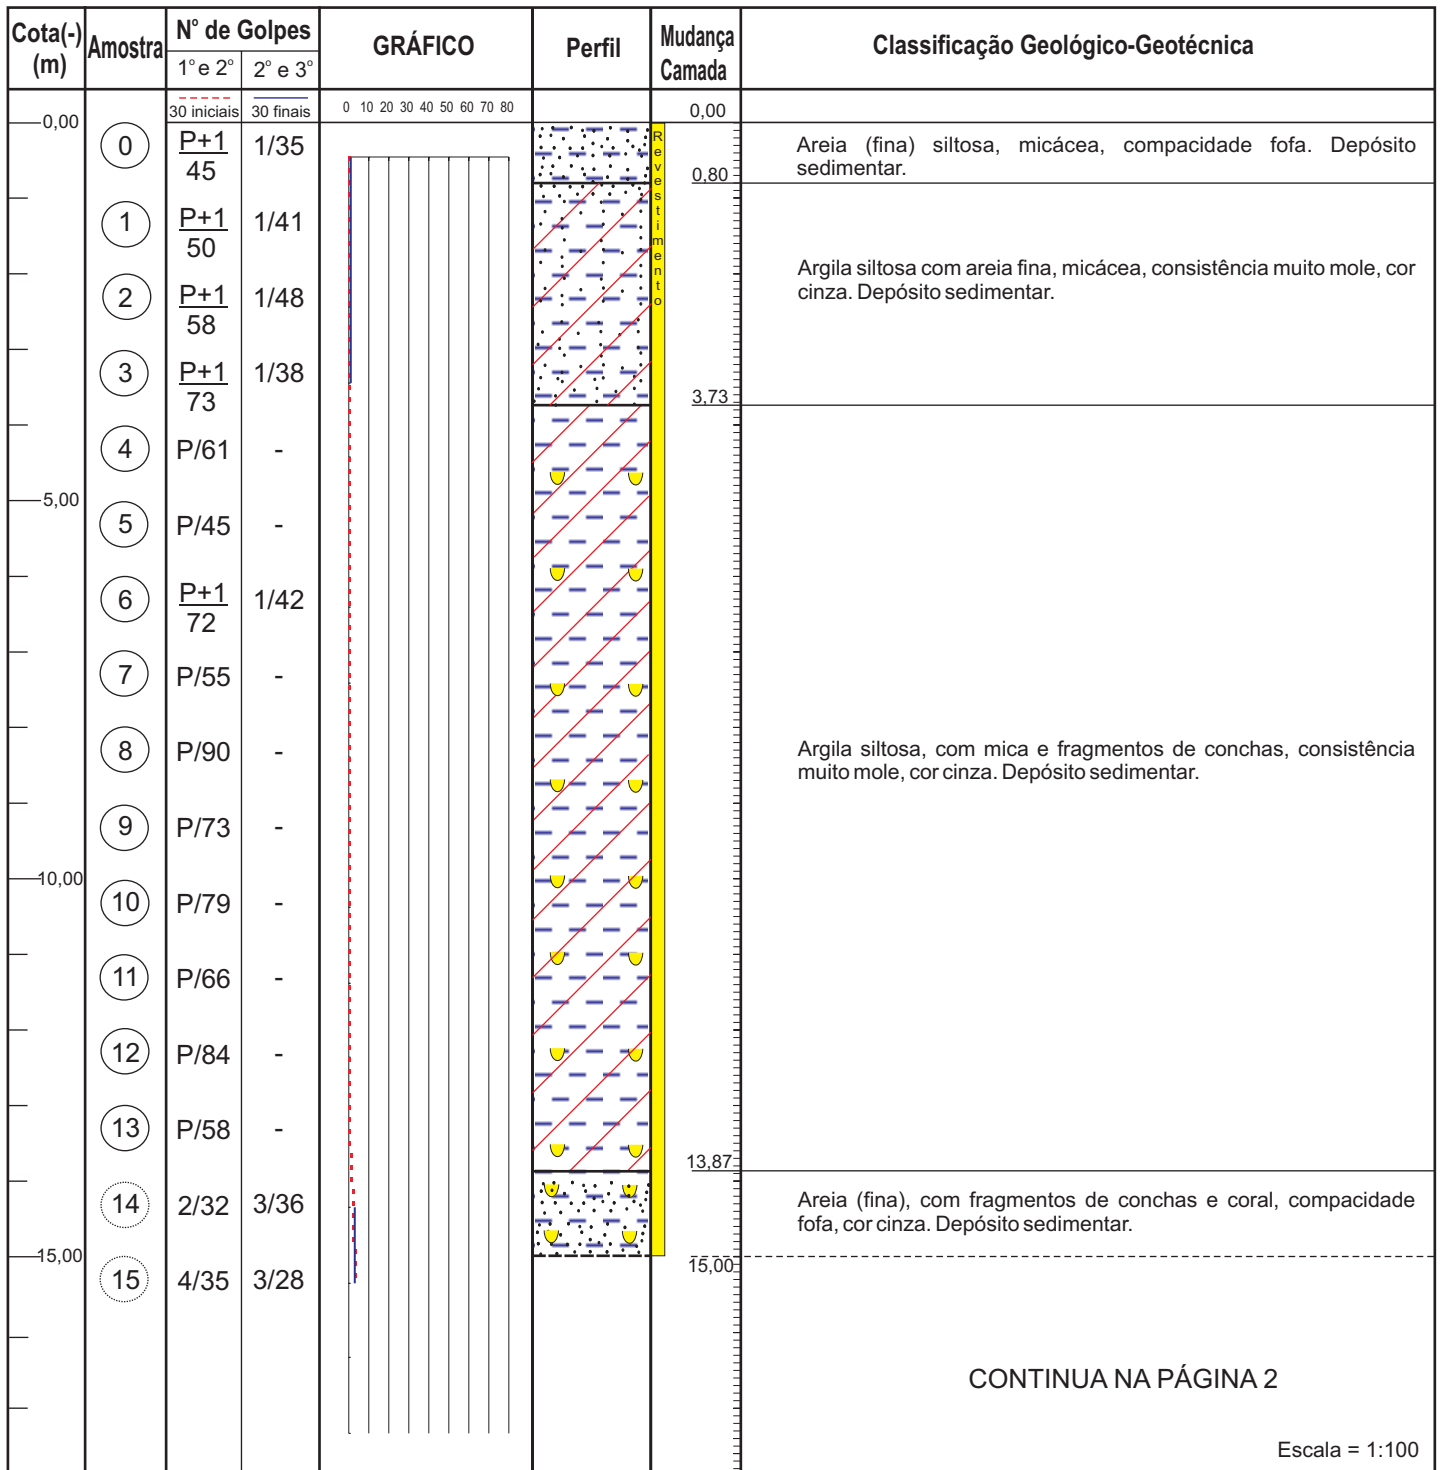 Cota(-) (m)
Amostra
N° de Golpes
1° e 2°
2° e 3°
GRÁFICO
Perfil
Mudança Camada
Classificação Geológico-Geotécnica
30 iniciais
30 finais
0 10 20 30 40 50 60 70 80
0,00
0,00
Revestimento
0 P+1/45 1/35
Areia (fina) siltosa, micácea, compacidade fofa. Depósito
sedimentar.
0,80
1 P+1/50 1/41
2 P+1/58 1/48
Argila siltosa com areia fina, micácea, consistência muito mole, cor
cinza. Depósito sedimentar.
3 P+1/73 1/38
3,73
4 P/61 -
5,00
5 P/45 -
6 P+1/72 1/42
7 P/55 -
8 P/90 -
Argila siltosa, com mica e fragmentos de conchas, consistência
muito mole, cor cinza. Depósito sedimentar.
9 P/73 -
10,00
10 P/79 -
11 P/66 -
12 P/84 -
13 P/58 -
13,87
14 2/32 3/36
Areia (fina), com fragmentos de conchas e coral, compacidade
fofa, cor cinza. Depósito sedimentar.
15,00
15,00
15 4/35 3/28
CONTINUA NA PÁGINA 2
Escala = 1:100